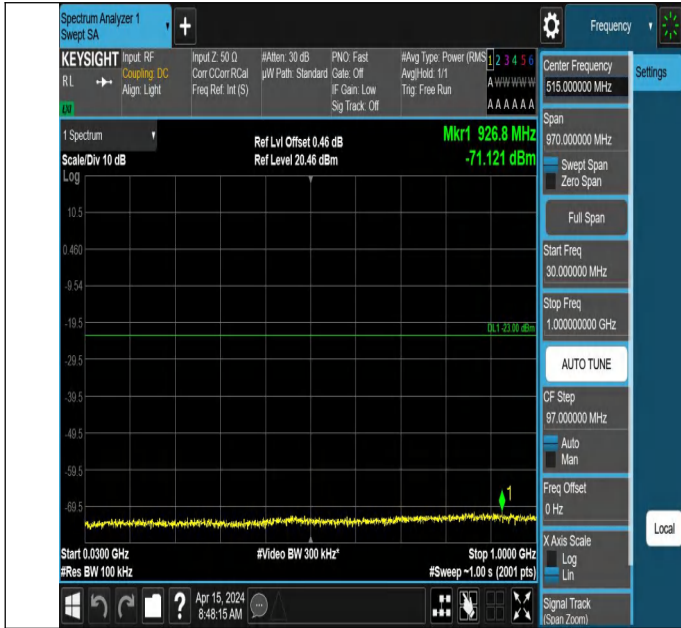 Spectrum Analyzer 1
Swept SA
+
Frequency
KEYSIGHT
RL
LXI
Input: RF
Coupling: DC
Align: Light
Input Z: 50 Ω
Corr CCorr RCal
Freq Ref: Int (S)
#Atten: 30 dB
µW Path: Standard
PNO: Fast
Gate: Off
IF Gain: Low
Sig Track: Off
#Avg Type: Power (RMS
Avg|Hold: 1/1
Trig: Free Run
1 2 3 4 5 6
A W W W W W
A A A A A A
1 Spectrum
Scale/Div 10 dB
Log
Ref Lvl Offset 0.46 dB
Ref Level 20.46 dBm
Mkr1 926.8 MHz
-71.121 dBm
10.5
0.460
-9.54
-19.5
DL1 -23.00 dBm
-29.5
-39.5
-49.5
-59.5
-69.5
1
Start 0.0300 GHz
#Res BW 100 kHz
#Video BW 300 kHz*
Stop 1.0000 GHz
#Sweep ~1.00 s (2001 pts)
Center Frequency
515.000000 MHz
Span
970.000000 MHz
Swept Span
Zero Span
Full Span
Start Freq
30.000000 MHz
Stop Freq
1.000000000 GHz
AUTO TUNE
CF Step
97.000000 MHz
Auto
Man
Freq Offset
0 Hz
X Axis Scale
Log
Lin
Signal Track
(Span Zoom)
Settings
Local
?
Apr 15, 2024
8:48:15 AM